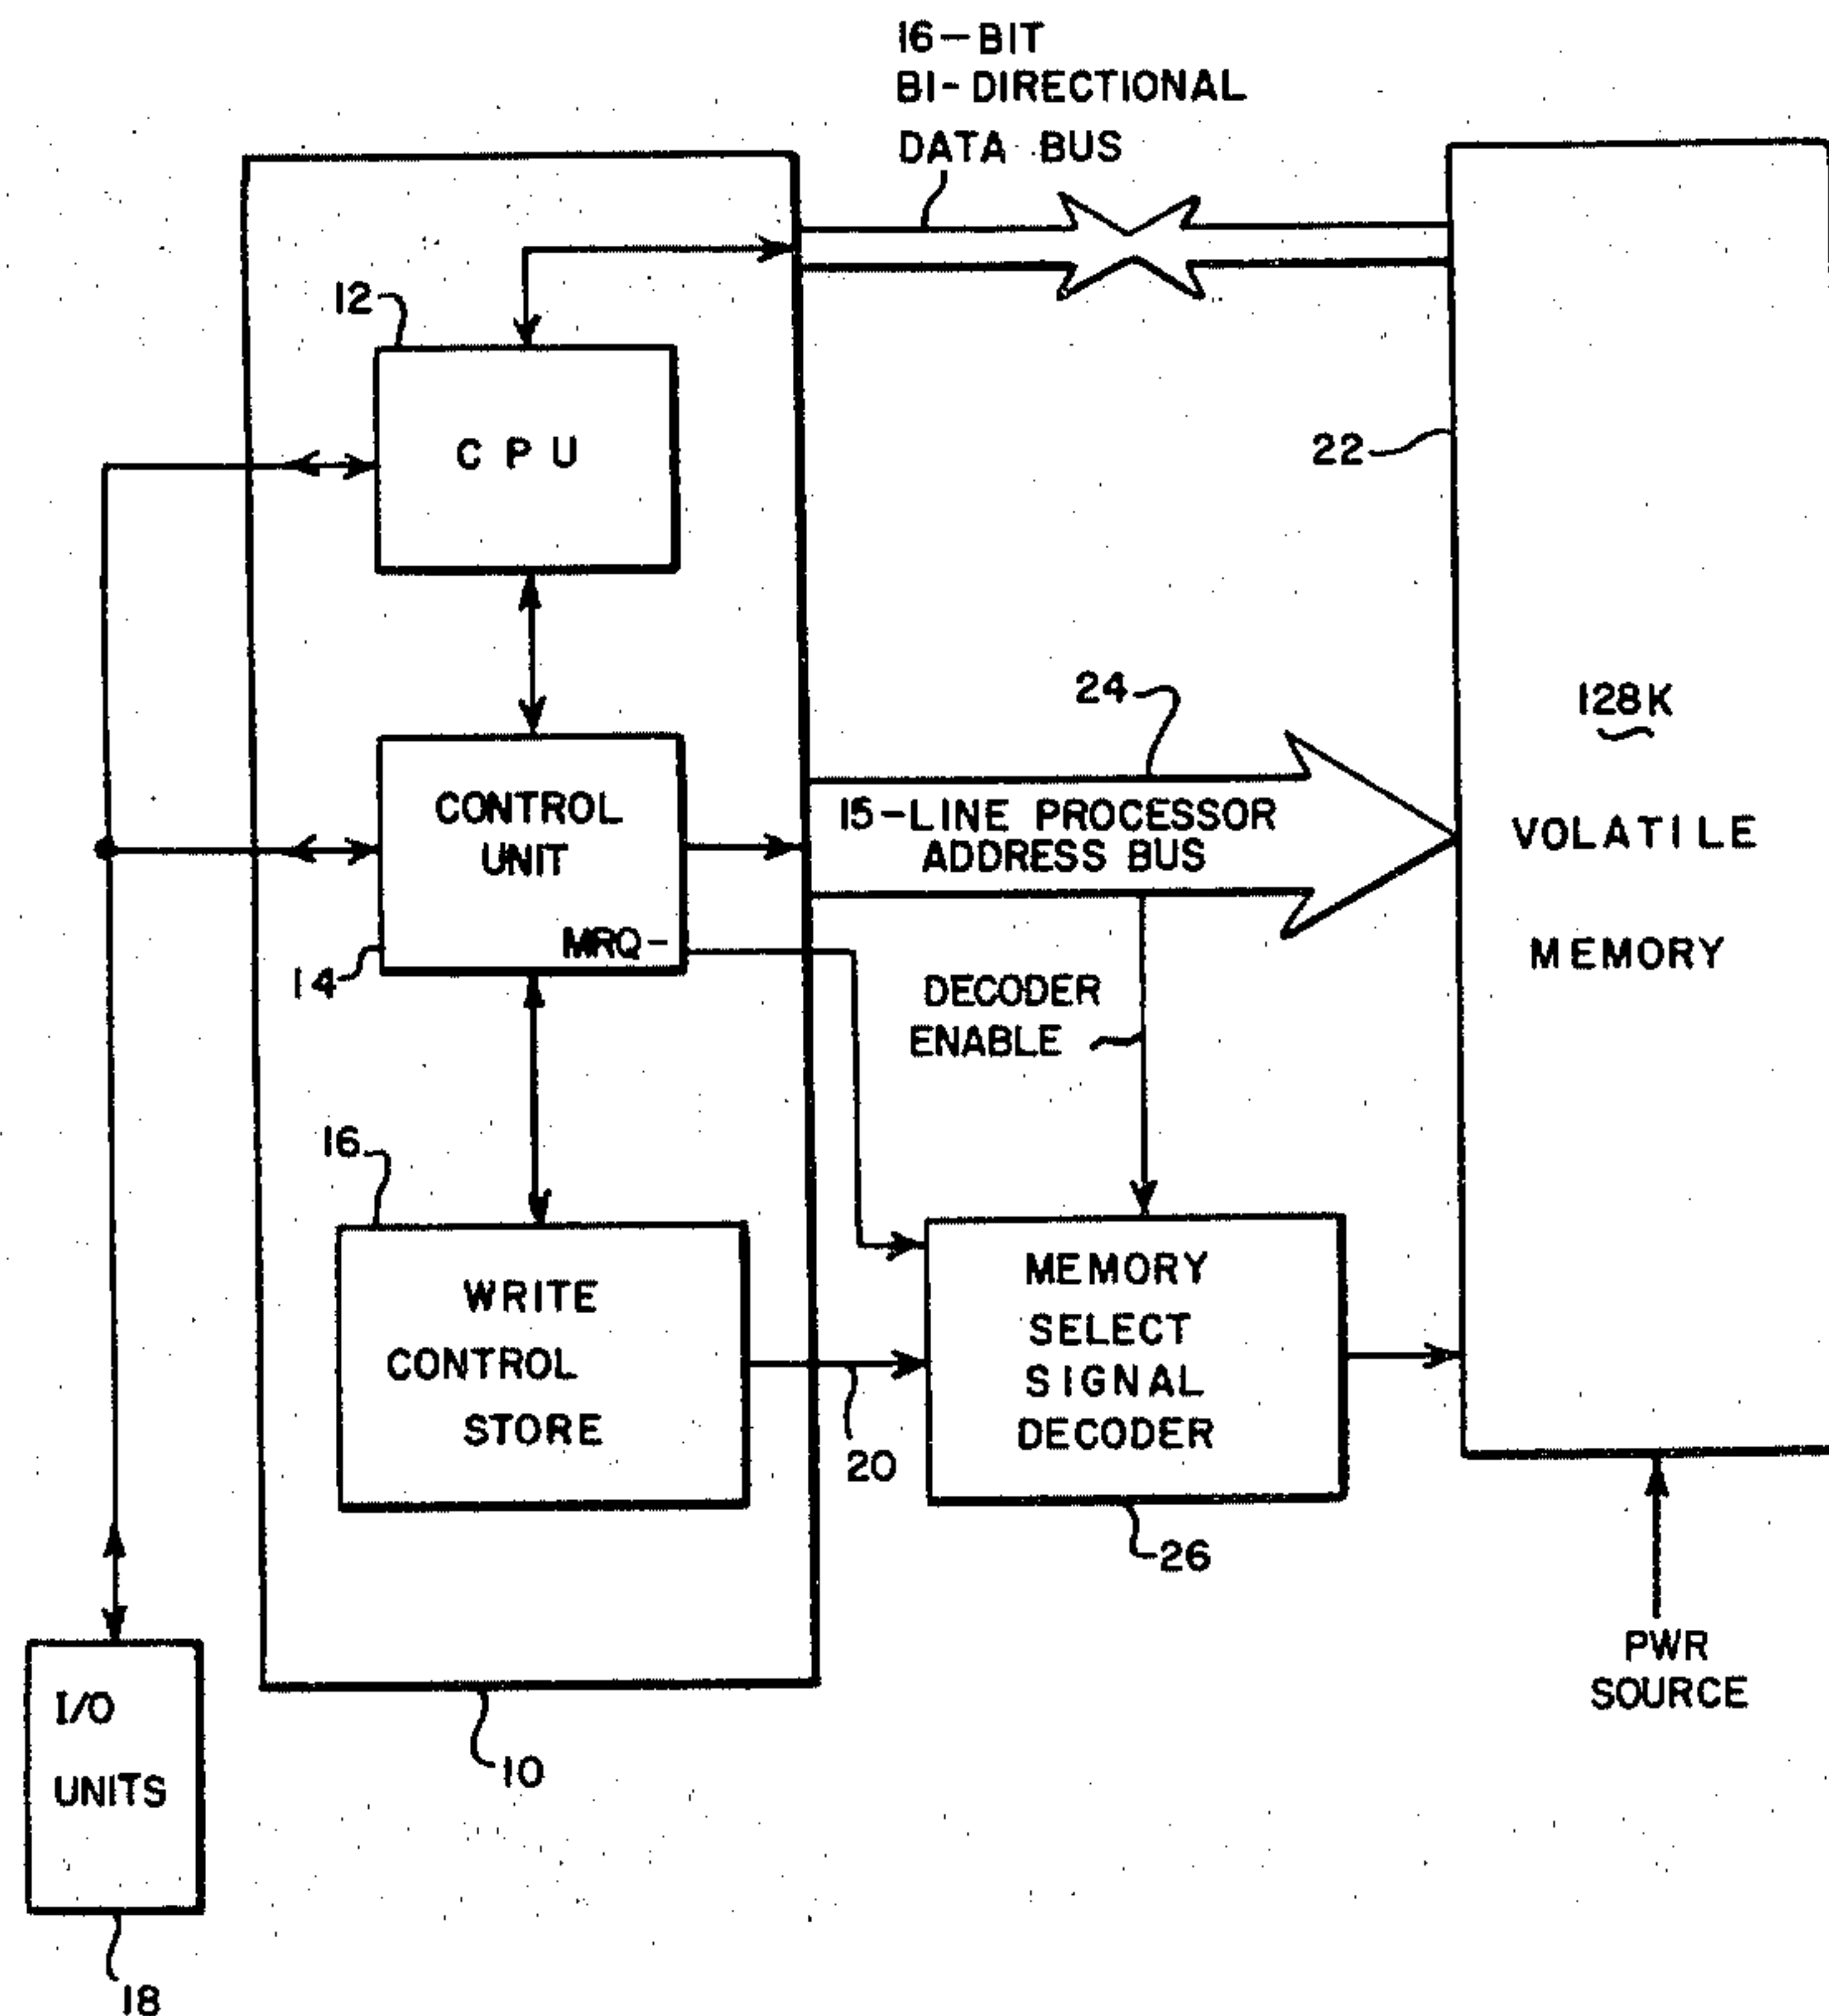 16-BIT
BI-DIRECTIONAL
DATA BUS
12
CPU
22
24
128K
15-LINE PROCESSOR
ADDRESS BUS
VOLATILE
MEMORY
CONTROL
UNIT
MRQ-
14
DECODER
ENABLE
16
WRITE
CONTROL
STORE
MEMORY
SELECT
SIGNAL
DECODER
20
26
PWR
SOURCE
I/O
UNITS
10
18